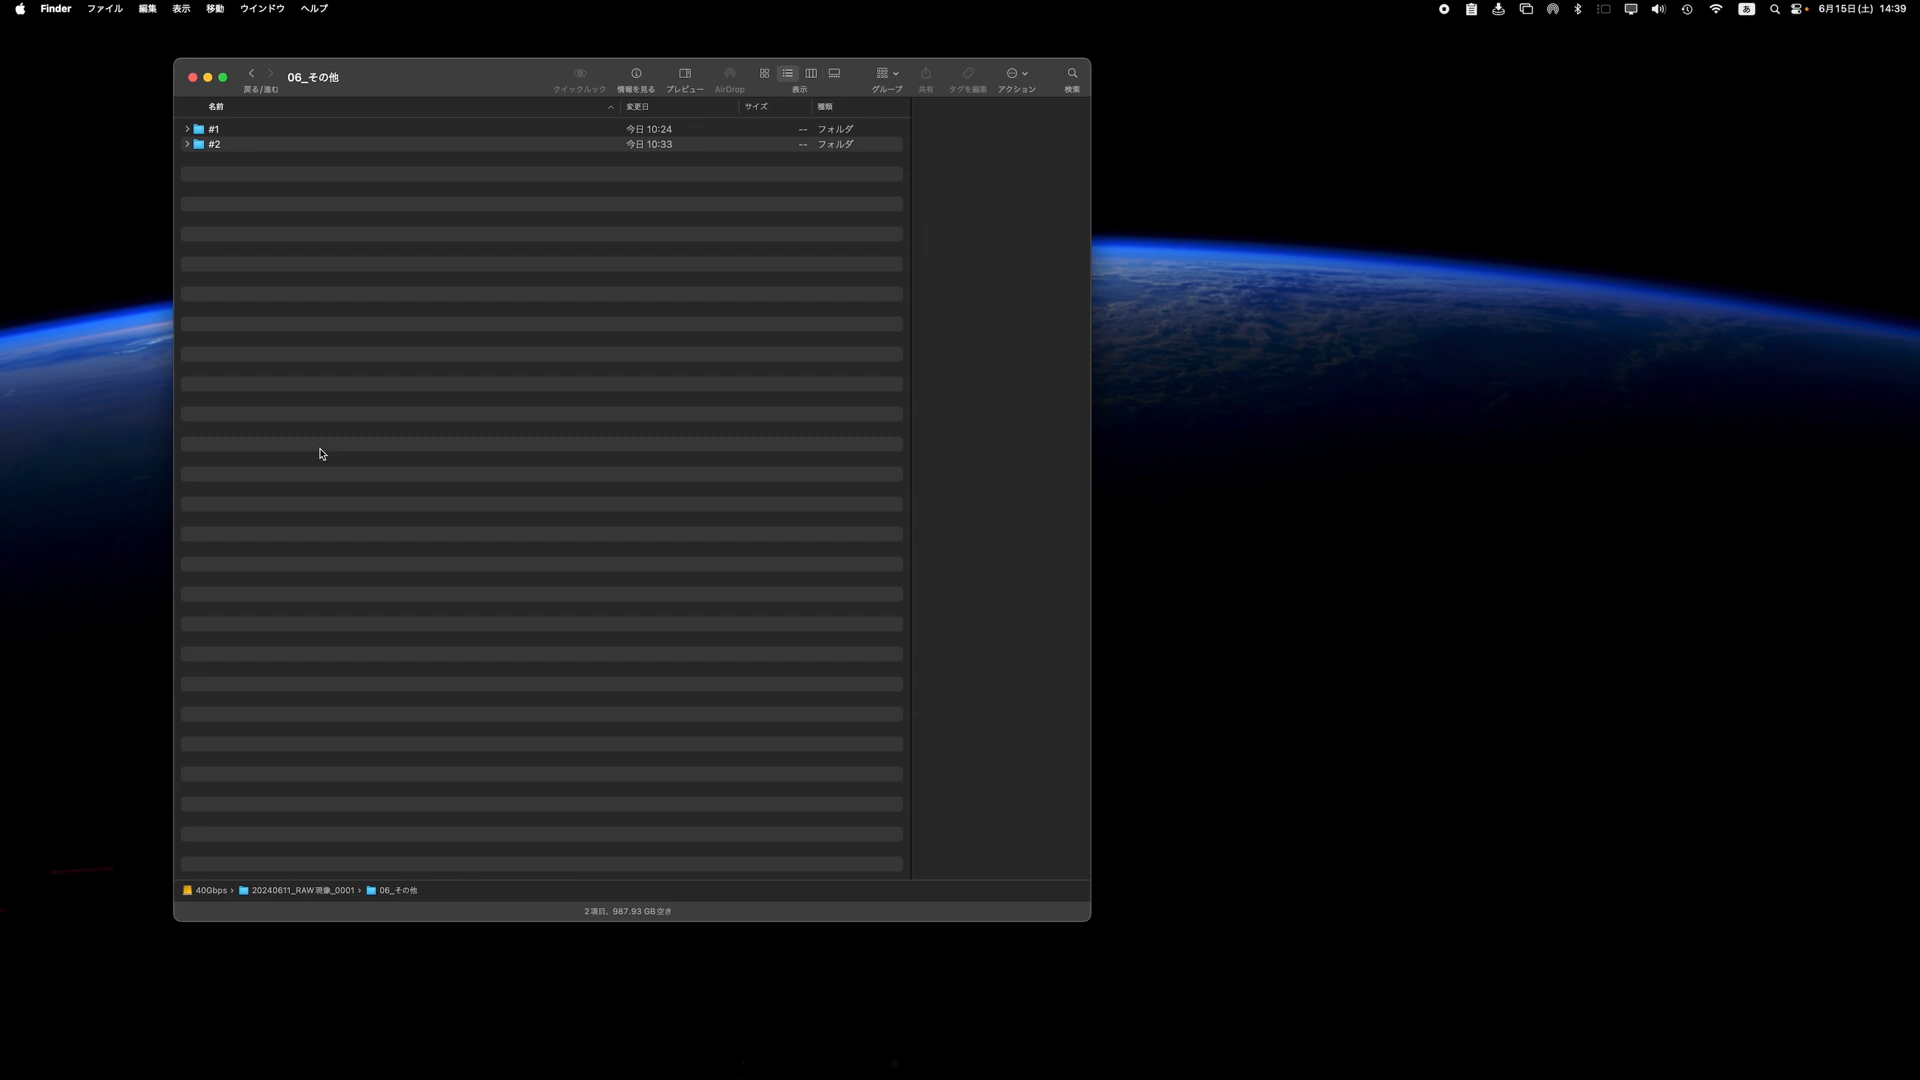 Finder ファイル 編集 表示 移動 ウインドウ ヘルプ
あ 6月15日(土) 14:39
06_その他
戻る/進む クイックルック 情報を見る プレビュー AirDrop 表示 グループ 共有 タグを編集 アクション 検索
名前 変更日 サイズ 種類
#1 今日 10:24 -- フォルダ
#2 今日 10:33 -- フォルダ
40Gbps › 20240611_RAW現像_0001 › 06_その他
2項目、987.93 GB空き